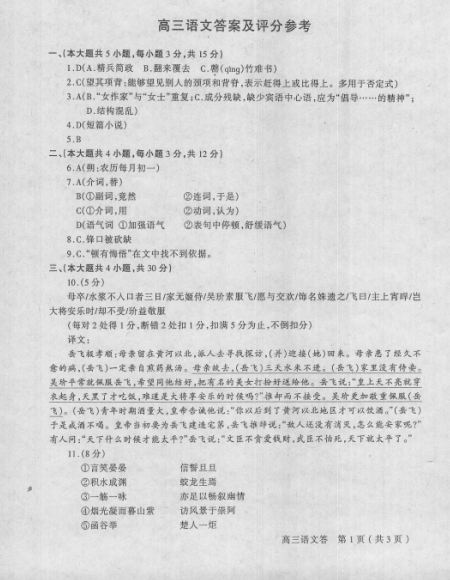 高三语文答案及评分参考
一、(本大题共5小题,每小题3分,共15分)
1.D(A.精兵简政 B.翻来覆去 C.罄(qìng)竹难书)
2.C(望其项背:能够望见别人的颈项和背脊,表示赶得上或比得上。多用于否定式)
3.A(B."女作家"与"女士"重复;C.成分残缺,缺少宾语中心语,应为"倡导……的精神";
D.结构混乱)
4.D(短篇小说)
5.B
二、(本大题共4小题,每小题3分,共12分)
6.A(朔:农历每月初一)
7.A(介词,替)
B(①副词,竟然 ②连词,于是)
C(①介词,用 ②动词,认为)
D(语气词 ①加强语气 ②表句中停顿,舒缓语气)
8.C.锋口被砍缺
9.C."顿有悔悟"在文中找不到依据。
三、(本大题共4小题,共30分)
10.(5分)
母卒/水浆不入口者三日/家无姬侍/吴玠素服飞/愿与交欢/饰名姝遗之/飞曰/主上宵旰/岂
大将安乐时/却不受/玠益敬服
(每对2处得1分,断错2处扣1分,扣满5分为止,不倒扣分)
译文:
岳飞极孝顺;母亲留在黄河以北,派人去寻找探访,(并)迎接(她)回来。母亲患了经久不
愈的病,(岳飞)一定亲自煎药熬汤。母亲故去,(岳飞)三天水米不进。(岳飞)家里没有侍妾。
吴玠平常就佩服岳飞,希望同他结好,把有名的美女打扮好送给他。岳飞说:"皇上天不亮就穿
衣起身,天黑了才吃饭,难道是大将享安乐的时候吗?"推却而不接受。吴玠更加敬重佩服(岳
飞)。(岳飞)青年时期酒量大,皇帝告诫他说:"你以后到了黄河以北地区才可以饮酒。"(岳飞)
于是戒酒不喝。皇帝当初要为岳飞建造宅第,岳飞推辞说:"敌人还没有消灭,怎么能安家呢?"
有人问:"天下什么时候才能太平?"岳飞说:"文臣不贪爱钱财,武臣不怕死,天下就太平了。"
11.(8分)
①言笑晏晏 信誓旦旦
②积水成渊 蛟龙生焉
③一觞一咏 亦足以畅叙幽情
④烟光凝而暮山紫 访风景于崇阿
⑤函谷举 楚人一炬
高三语文答 第1页(共3页)